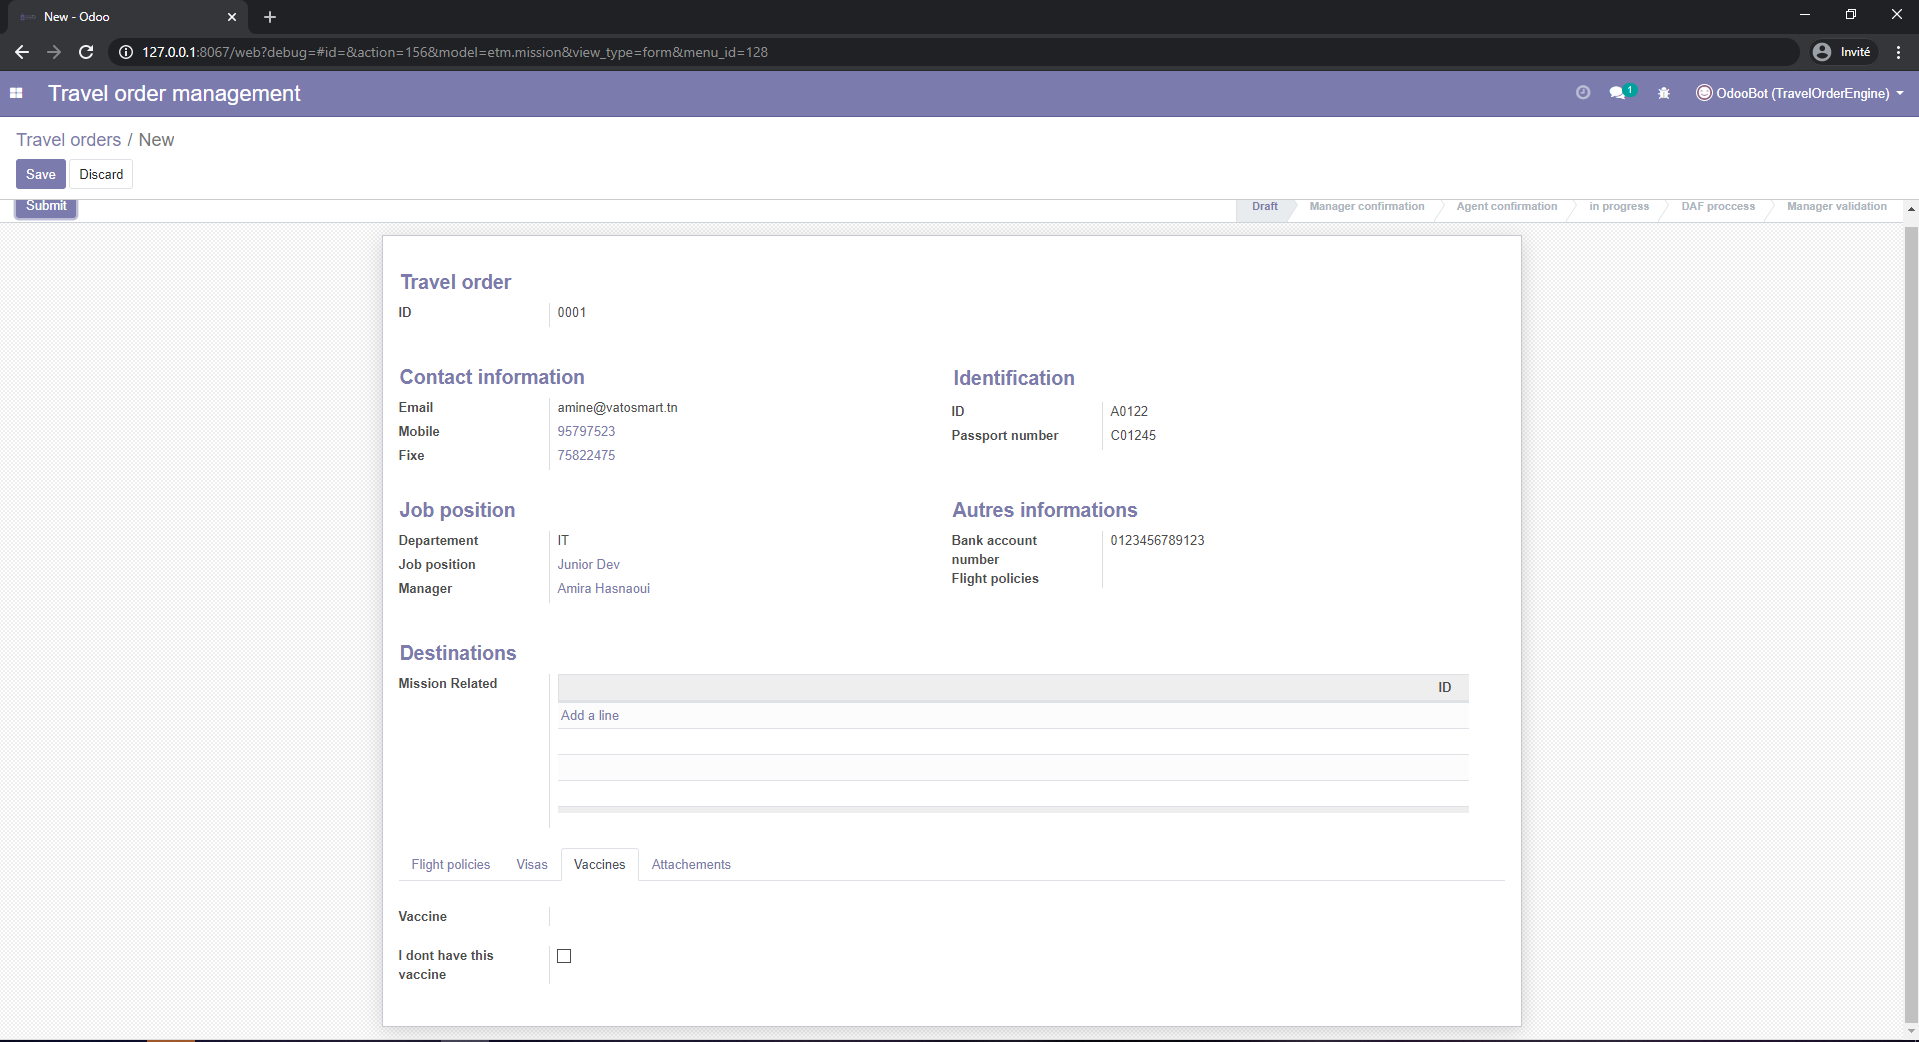 New - Odoo
127.0.0.1:8067/web?debug=#id=&action=156&model=etm.mission&view_type=form&menu_id=128
Invité
Travel order management
1
OdooBot (TravelOrderEngine)
Travel orders / New
Save Discard
Submit
Draft Manager confirmation Agent confirmation in progress DAF proccess Manager validation
Travel order
ID 0001
Contact information
Email amine@vatosmart.tn
Mobile 95797523
Fixe 75822475
Identification
ID A0122
Passport number C01245
Job position
Departement IT
Job position Junior Dev
Manager Amira Hasnaoui
Autres informations
Bank account 0123456789123
number
Flight policies
Destinations
Mission Related
ID
Add a line
Flight policies Visas Vaccines Attachements
Vaccine
I dont have this
vaccine